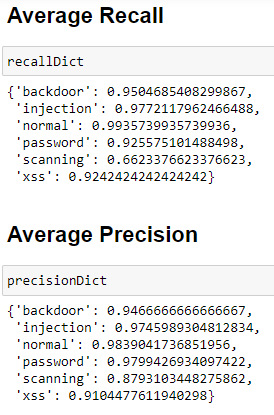 Average Recall
recallDict
{'backdoor': 0.9504685408299867,
'injection': 0.9772117962466488,
'normal': 0.9935739935739936,
'password': 0.925575101488498,
'scanning': 0.6623376623376623,
'xss': 0.9242424242424242}
Average Precision
precisionDict
{'backdoor': 0.9466666666666667,
'injection': 0.9745989304812834,
'normal': 0.9839041736851956,
'password': 0.9799426934097422,
'scanning': 0.8793103448275862,
'xss': 0.9104477611940298}